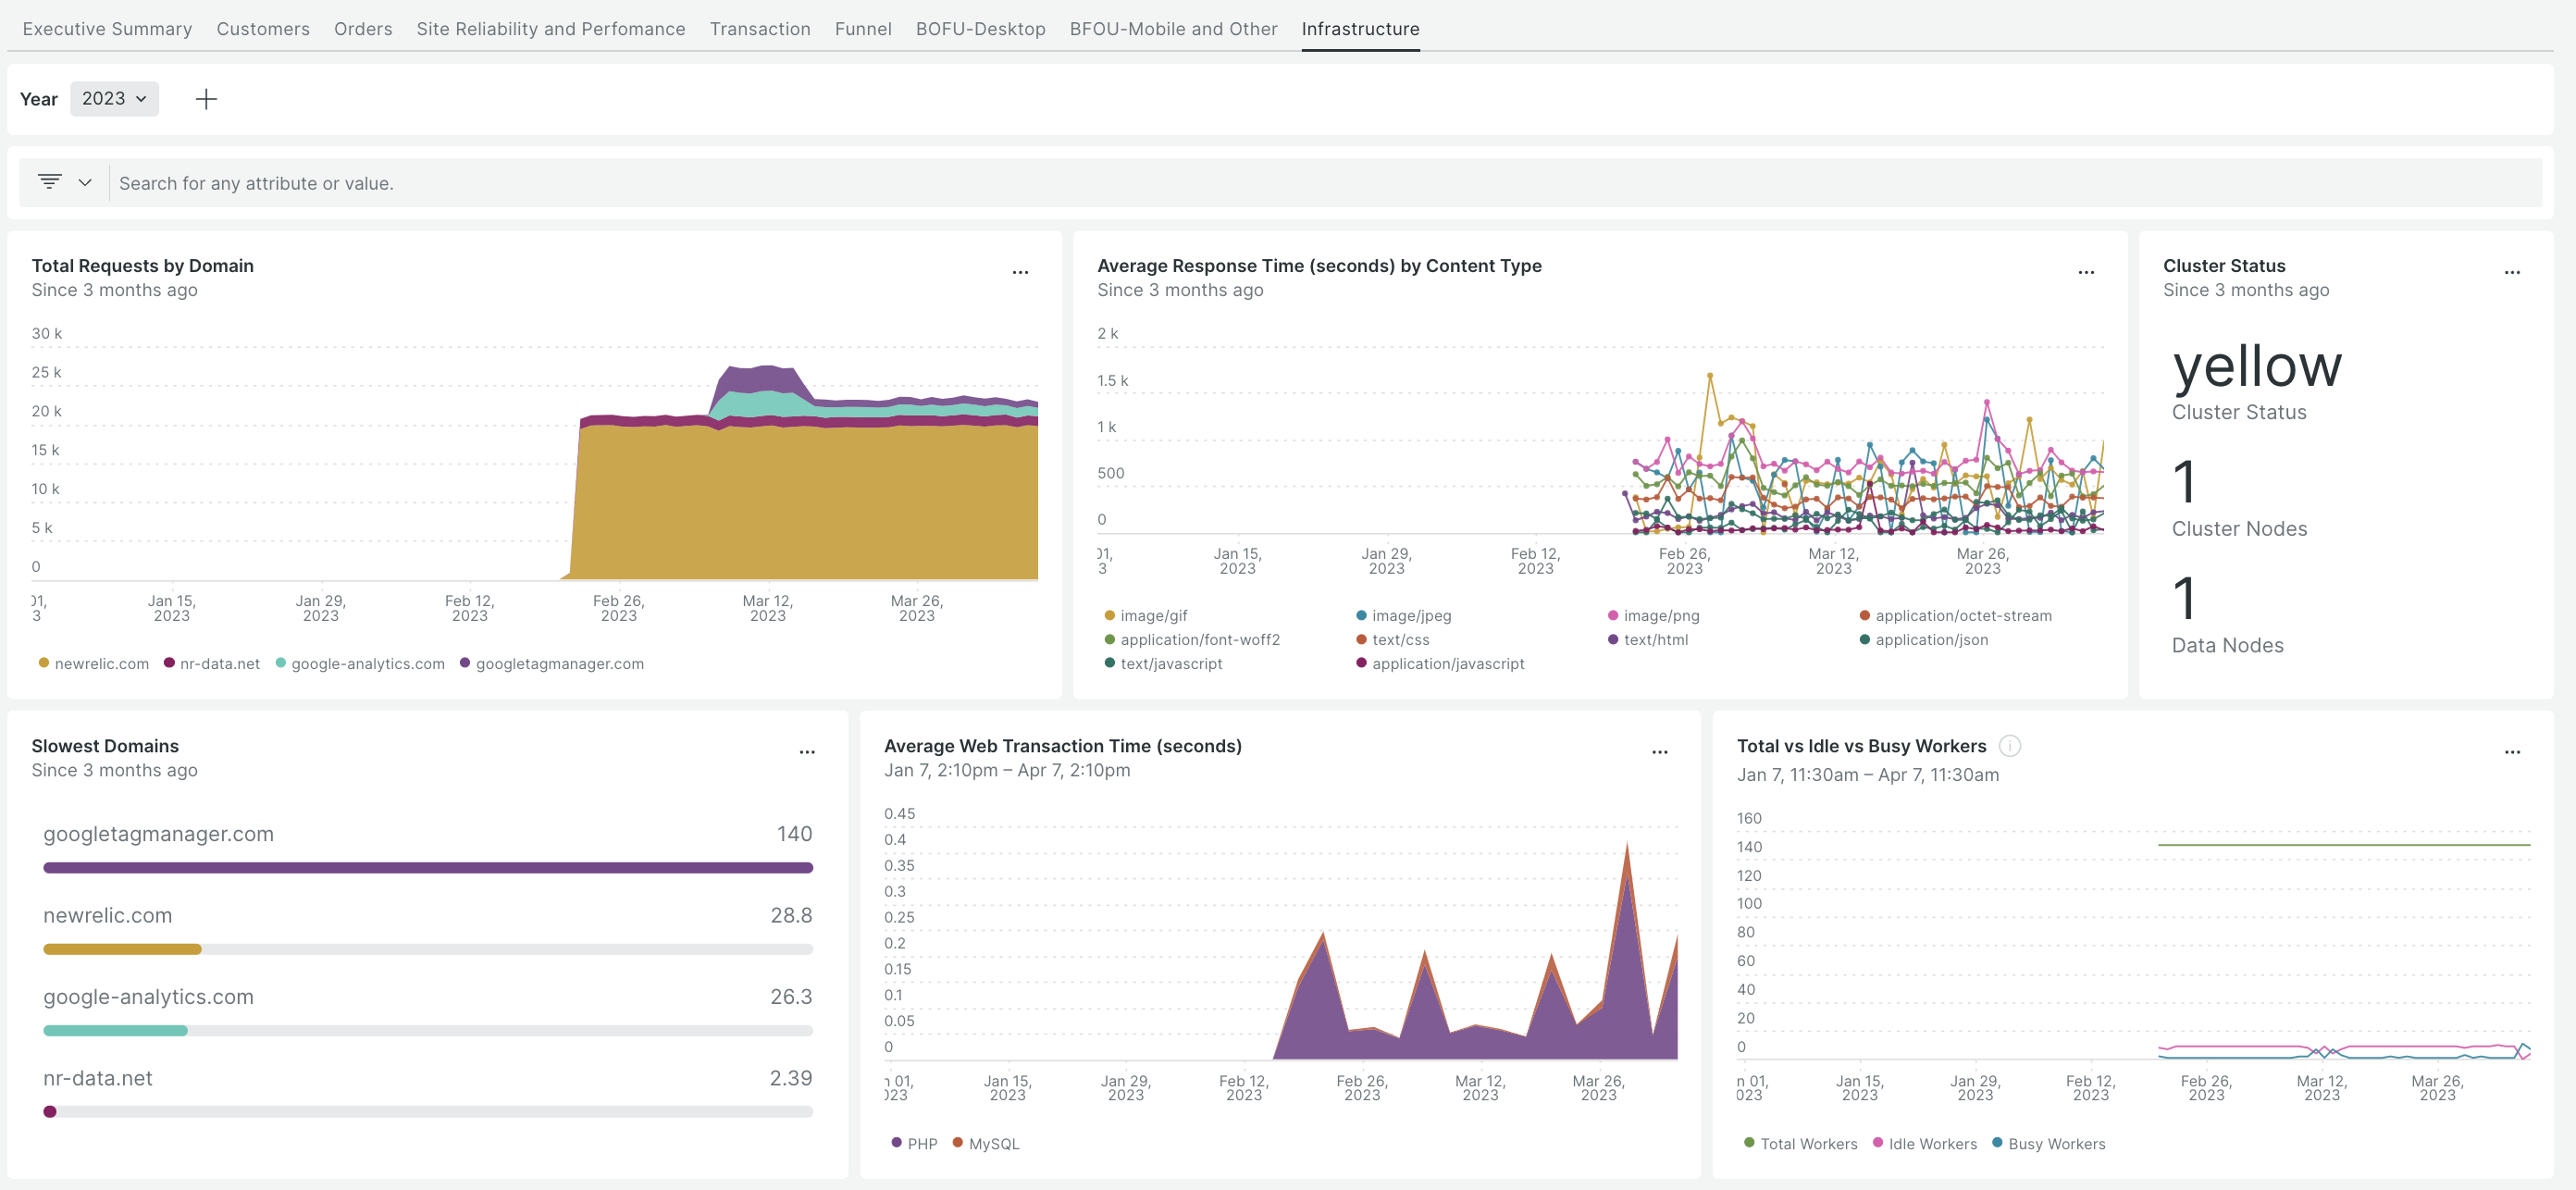 Executive Summary Customers Orders Site Reliability and Perfomance Transaction Funnel BOFU-Desktop BFOU-Mobile and Other Infrastructure
Year 2023
Search for any attribute or value.
Total Requests by Domain
Since 3 months ago
30 k
25 k
20 k
15 k
10 k
5 k
0
01, Jan 15, Jan 29, Feb 12, Feb 26, Mar 12, Mar 26,
3 2023 2023 2023 2023 2023 2023
newrelic.com nr-data.net google-analytics.com googletagmanager.com
Average Response Time (seconds) by Content Type
Since 3 months ago
2 k
1.5 k
1 k
500
0
01, Jan 15, Jan 29, Feb 12, Feb 26, Mar 12, Mar 26,
3 2023 2023 2023 2023 2023 2023
image/gif image/jpeg image/png application/octet-stream
application/font-woff2 text/css text/html application/json
text/javascript application/javascript
Cluster Status
Since 3 months ago
yellow
Cluster Status
1
Cluster Nodes
1
Data Nodes
Slowest Domains
Since 3 months ago
googletagmanager.com 140
newrelic.com 28.8
google-analytics.com 26.3
nr-data.net 2.39
Average Web Transaction Time (seconds)
Jan 7, 2:10pm – Apr 7, 2:10pm
0.45
0.4
0.35
0.3
0.25
0.2
0.15
0.1
0.05
0
n 01, Jan 15, Jan 29, Feb 12, Feb 26, Mar 12, Mar 26,
023 2023 2023 2023 2023 2023 2023
PHP MySQL
Total vs Idle vs Busy Workers
Jan 7, 11:30am – Apr 7, 11:30am
160
140
120
100
80
60
40
20
0
n 01, Jan 15, Jan 29, Feb 12, Feb 26, Mar 12, Mar 26,
023 2023 2023 2023 2023 2023 2023
Total Workers Idle Workers Busy Workers